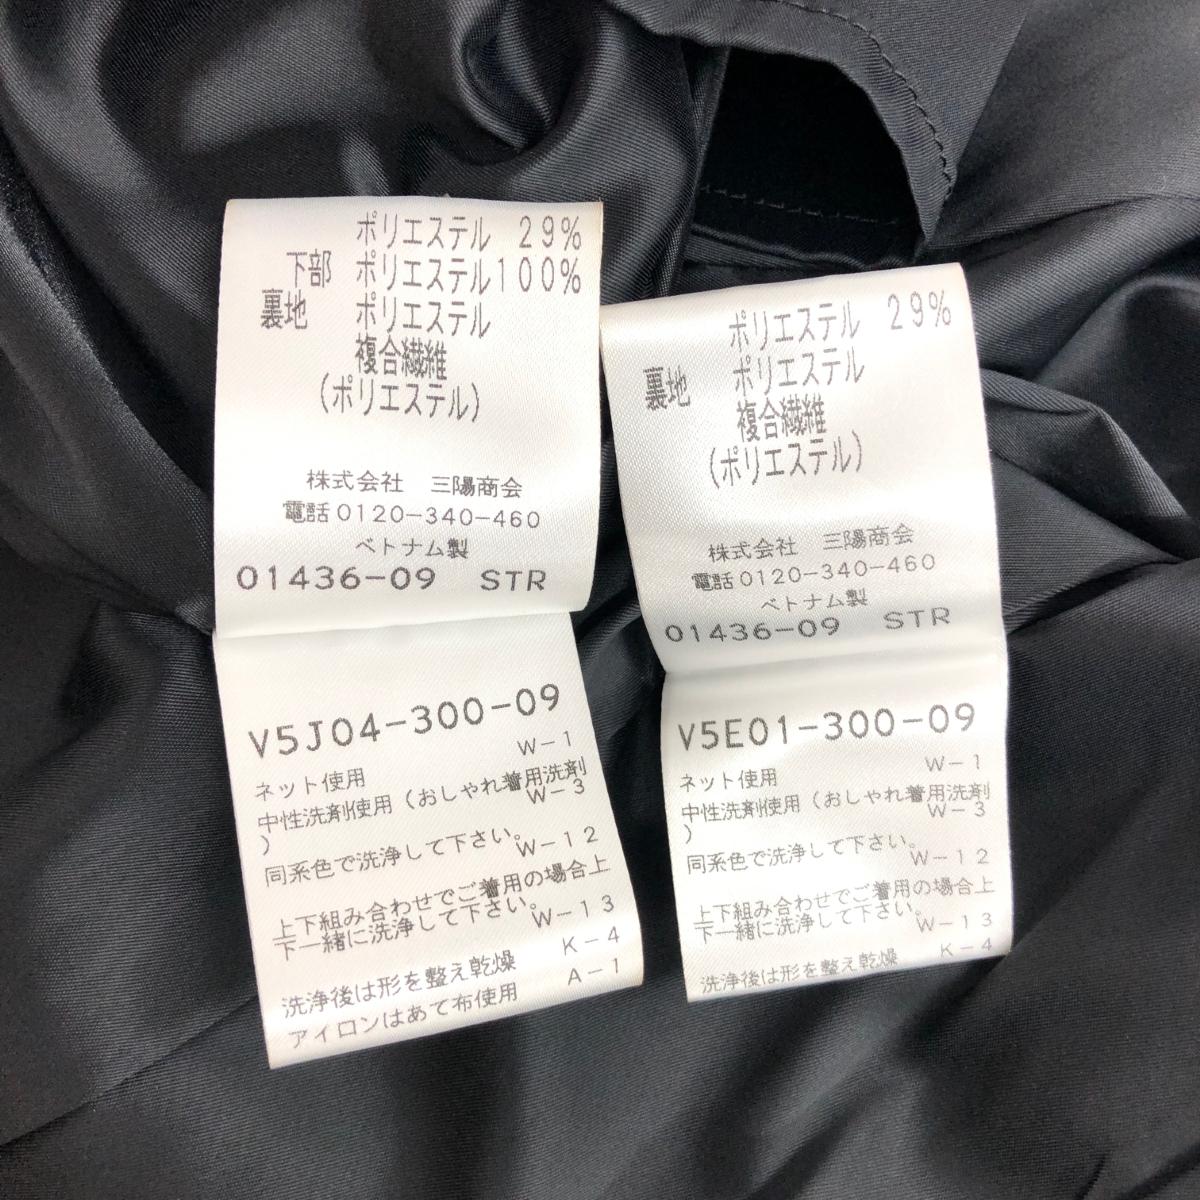 ポリエステル 29%
下部 ポリエステル100%
裏地 ポリエステル
複合繊維
(ポリエステル)
株式会社 三陽商会
電話0120-340-460
ベトナム製
01436-09 STR
V5J04-300-09
W-1
ネット使用
中性洗剤使用(おしゃれ着用洗剤
W-3
)
同系色で洗浄して下さい。
W-12
上下組み合わせでご着用の場合上
下一緒に洗浄して下さい。
W-13
K-4
洗浄後は形を整え乾燥
A-1
アイロンはあて布使用
ポリエステル 29%
裏地 ポリエステル
複合繊維
(ポリエステル)
株式会社 三陽商会
電話0120-340-460
ベトナム製
01436-09 STR
V5E01-300-09
W-1
ネット使用
中性洗剤使用(おしゃれ着用洗剤
W-3
)
同系色で洗浄して下さい。
W-12
上下組み合わせでご着用の場合上
下一緒に洗浄して下さい。
W-13
K-4
洗浄後は形を整え乾燥